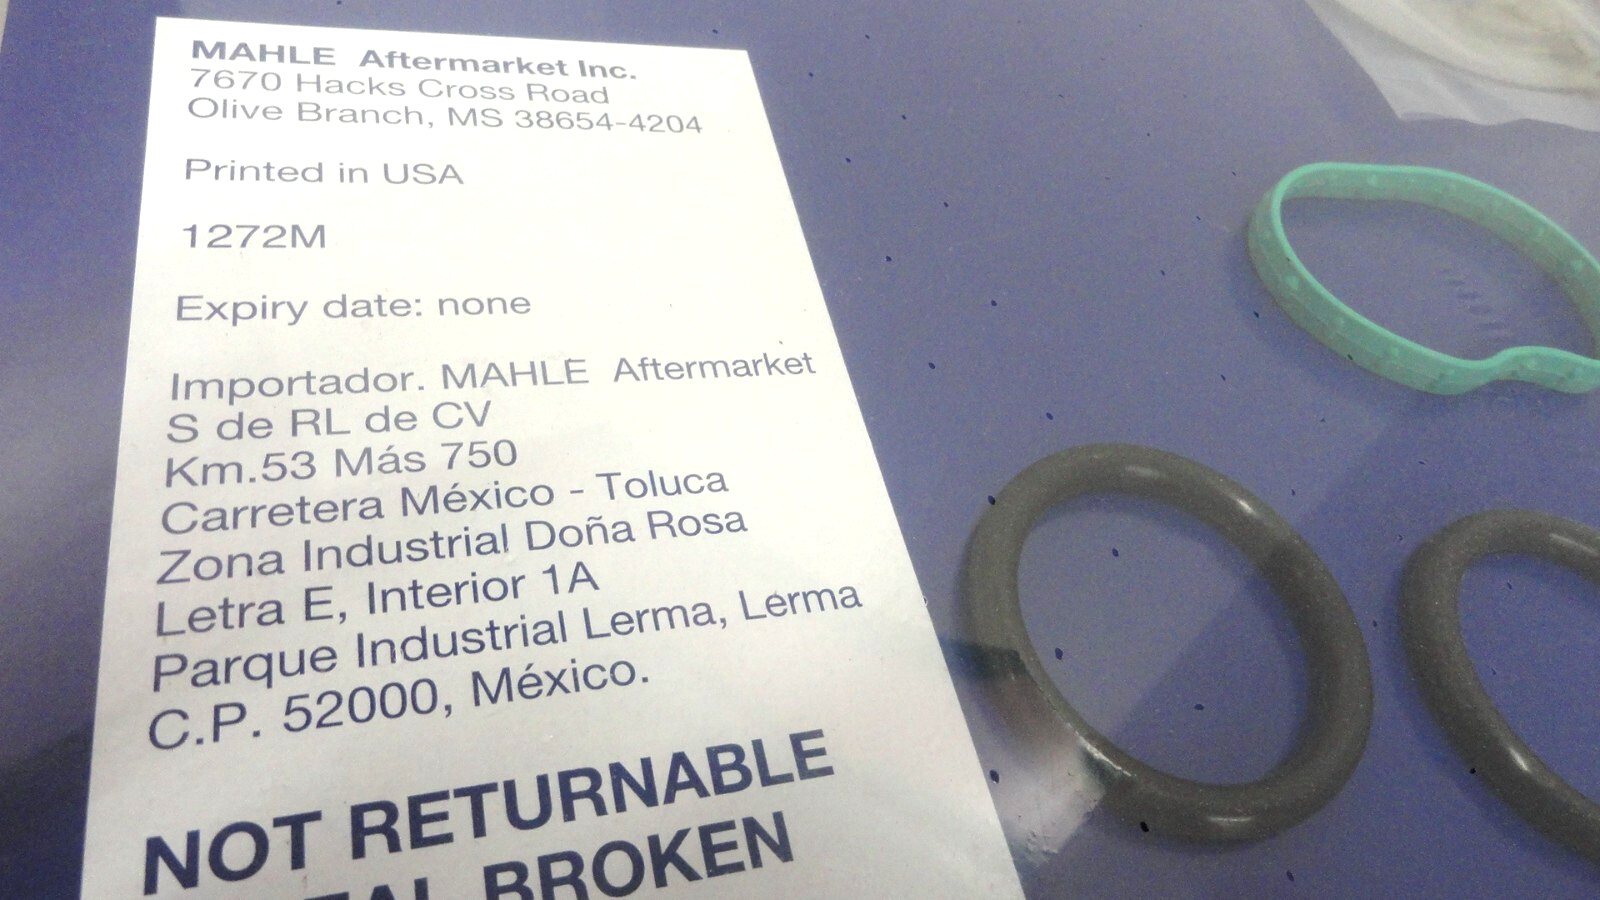 MAHLE Aftermarket Inc.
7670 Hacks Cross Road
Olive Branch, MS 38654-4204
Printed in USA
1272M
Expiry date: none
Importador. MAHLE Aftermarket
S de RL de CV
Km.53 Más 750
Carretera México - Toluca
Zona Industrial Doña Rosa
Letra E, Interior 1A
Parque Industrial Lerma, Lerma
C.P. 52000, México.
NOT RETURNABLE
BROKEN